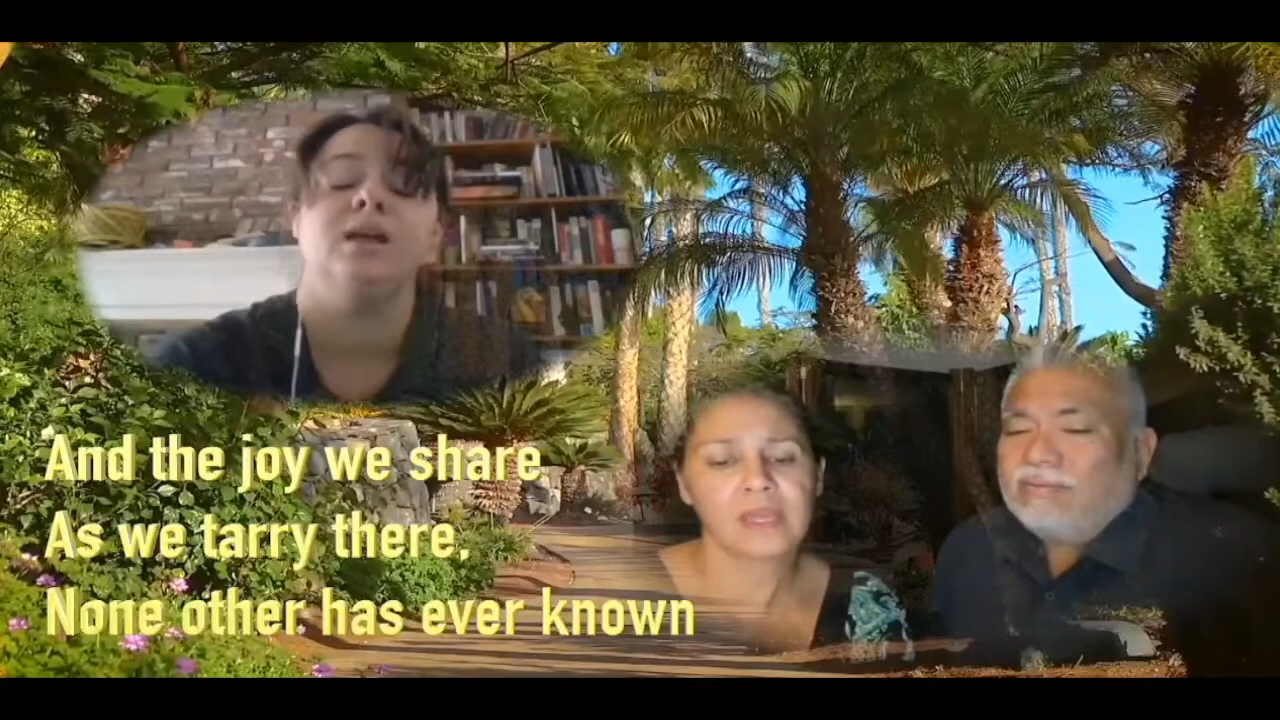 And the joy we share
As we tarry there,
None other has ever known